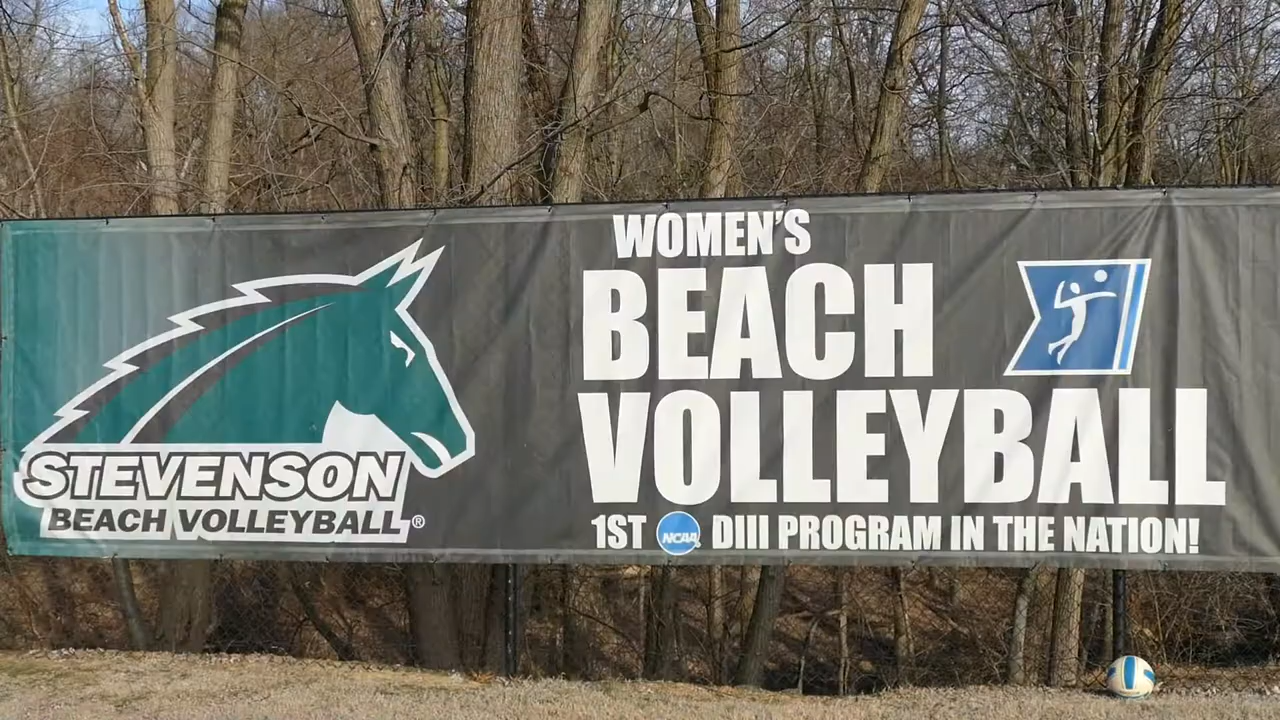 STEVENSON
BEACH VOLLEYBALL®
WOMEN'S
BEACH
VOLLEYBALL
1ST NCAA DIII PROGRAM IN THE NATION!